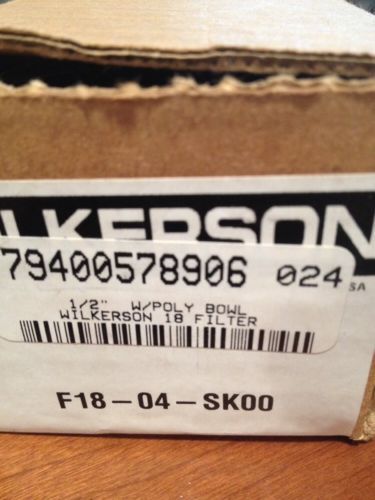 ILKERSON
79400578906 024
SA
1/2" W/POLY BOWL
WILKERSON 18 FILTER
F18-04-SK00